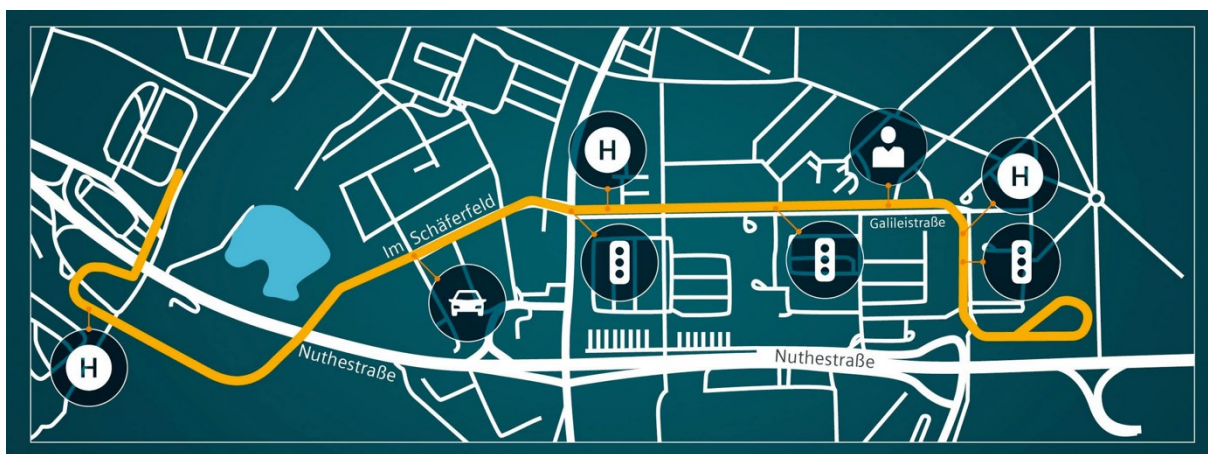 H
H
Im Schäferfeld
Galileistraße
H
Nuthestraße
Nuthestraße